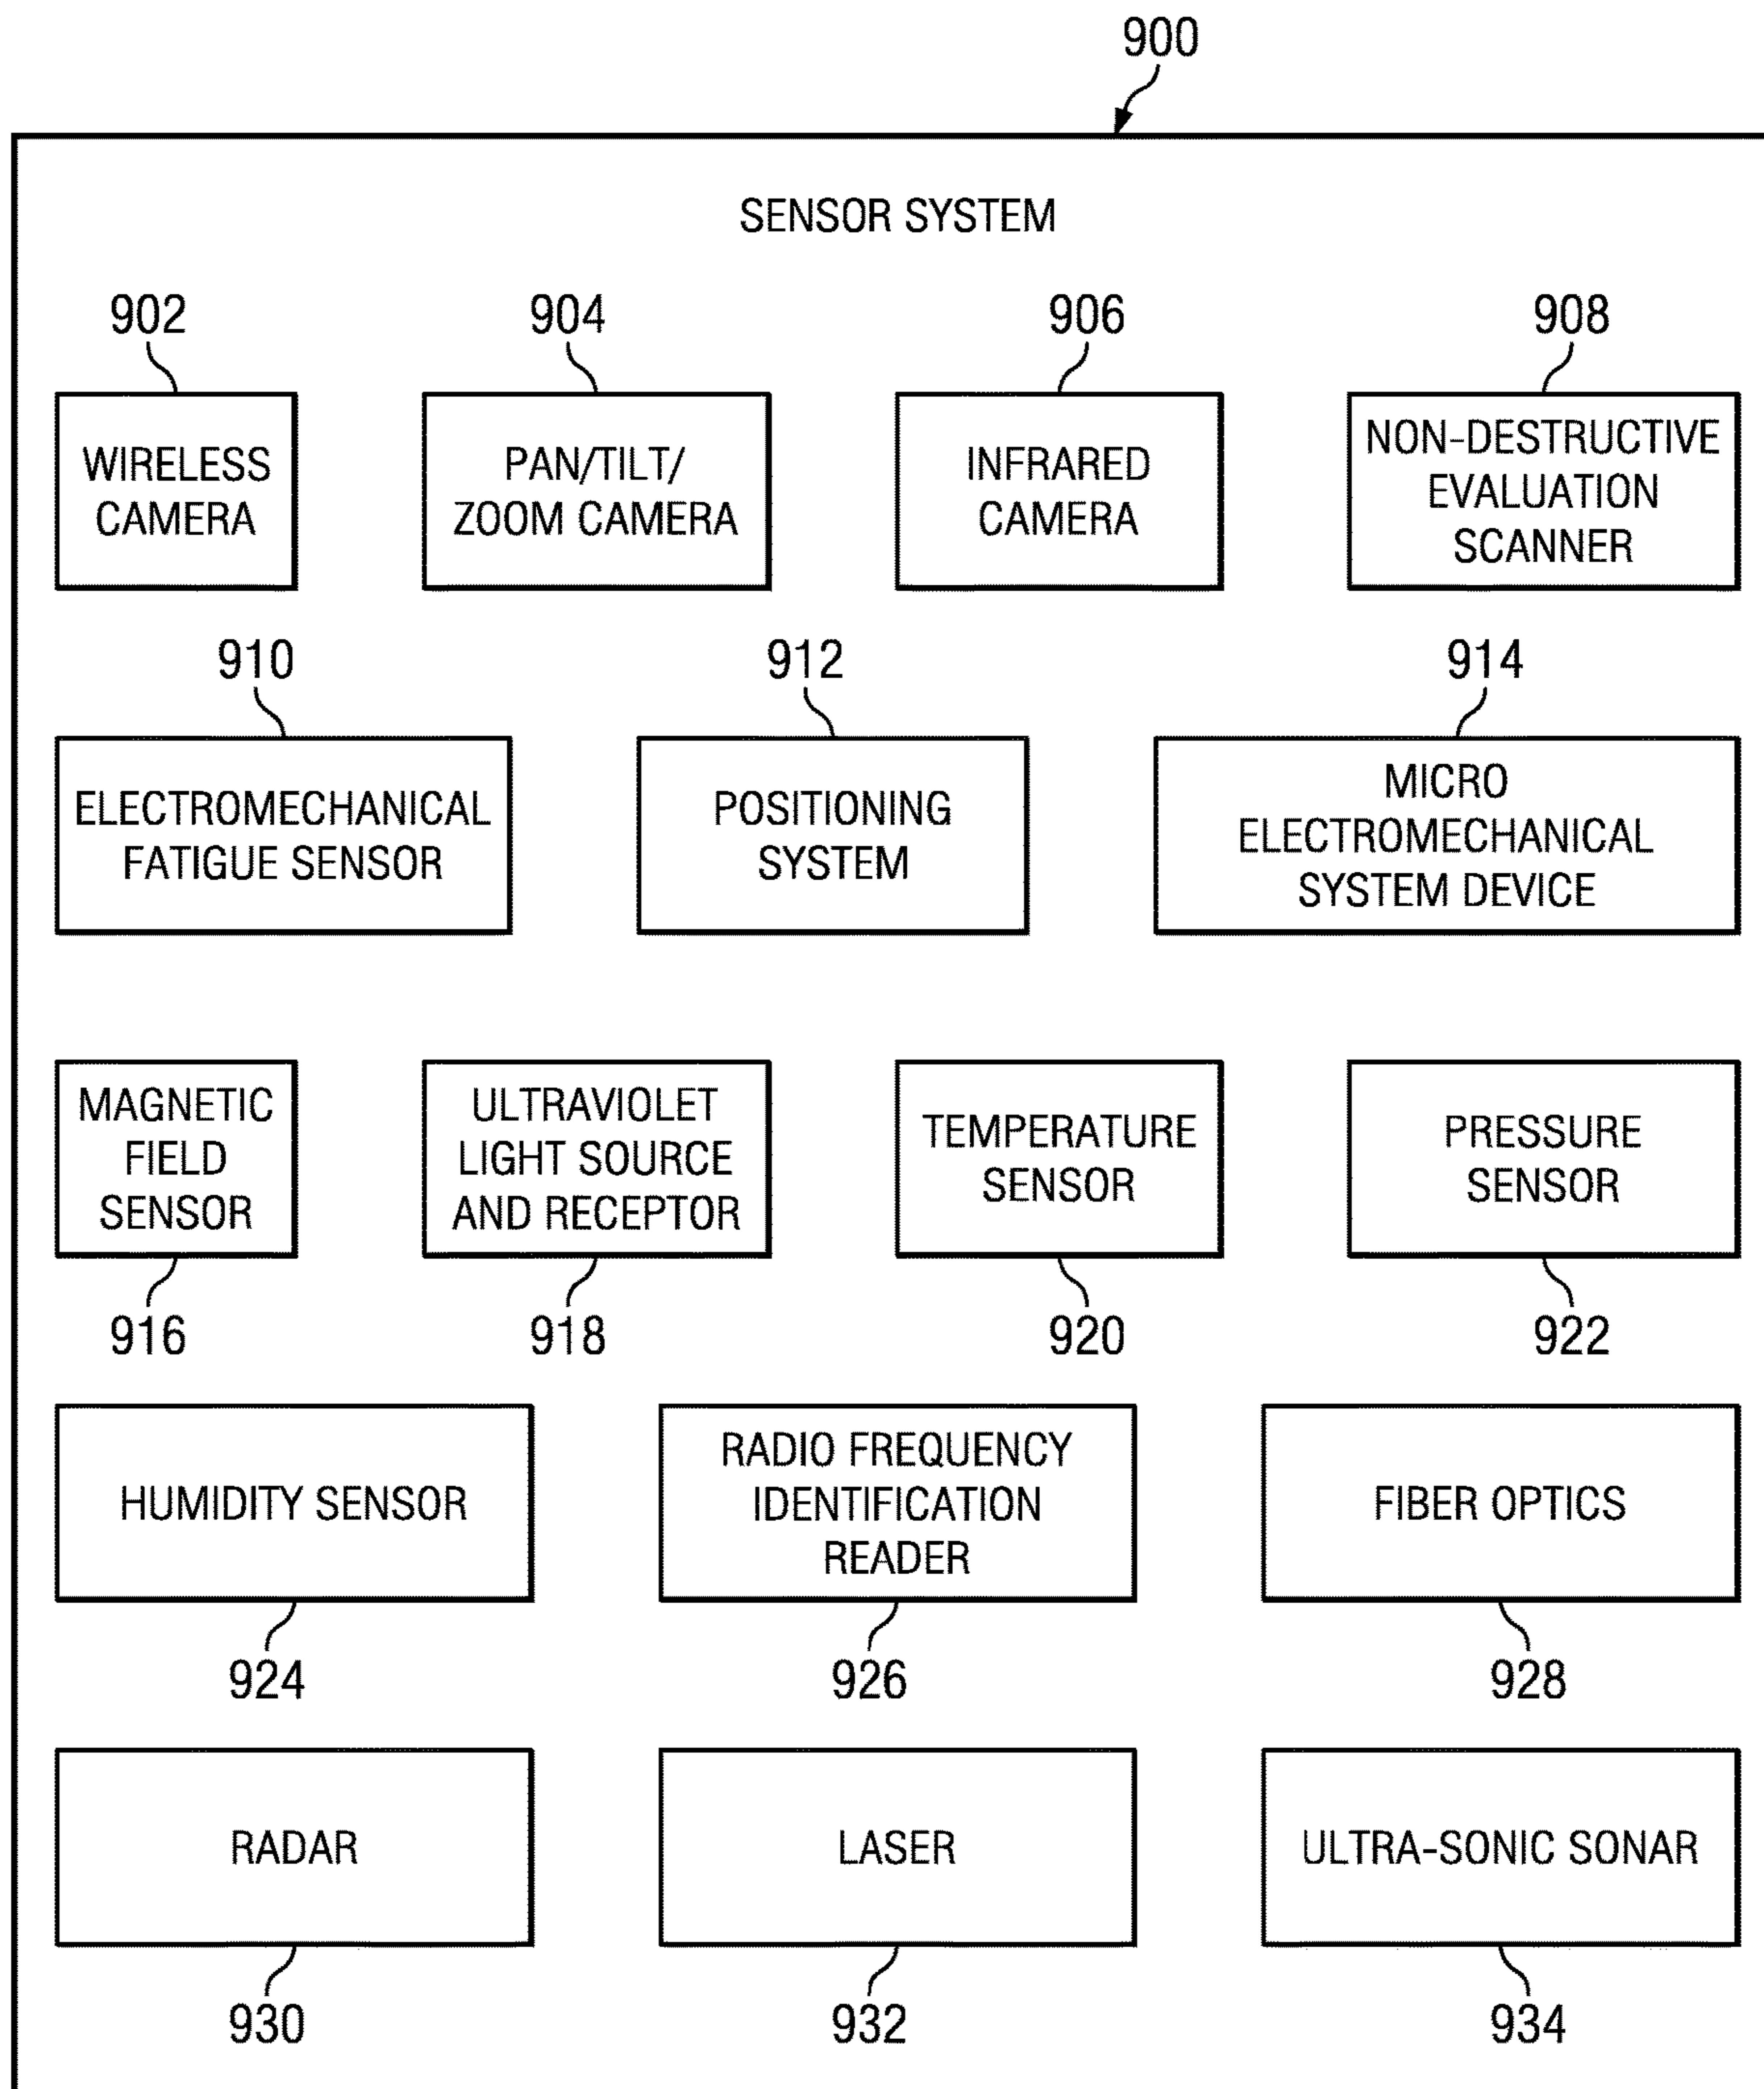 900
SENSOR SYSTEM
902
904
906
908
WIRELESS
CAMERA
PAN/TILT/
ZOOM CAMERA
INFRARED
CAMERA
NON-DESTRUCTIVE
EVALUATION
SCANNER
910
912
914
ELECTROMECHANICAL
FATIGUE SENSOR
POSITIONING
SYSTEM
MICRO
ELECTROMECHANICAL
SYSTEM DEVICE
MAGNETIC
FIELD
SENSOR
ULTRAVIOLET
LIGHT SOURCE
AND RECEPTOR
TEMPERATURE
SENSOR
PRESSURE
SENSOR
916
918
920
922
HUMIDITY SENSOR
RADIO FREQUENCY
IDENTIFICATION
READER
FIBER OPTICS
924
926
928
RADAR
LASER
ULTRA-SONIC SONAR
930
932
934